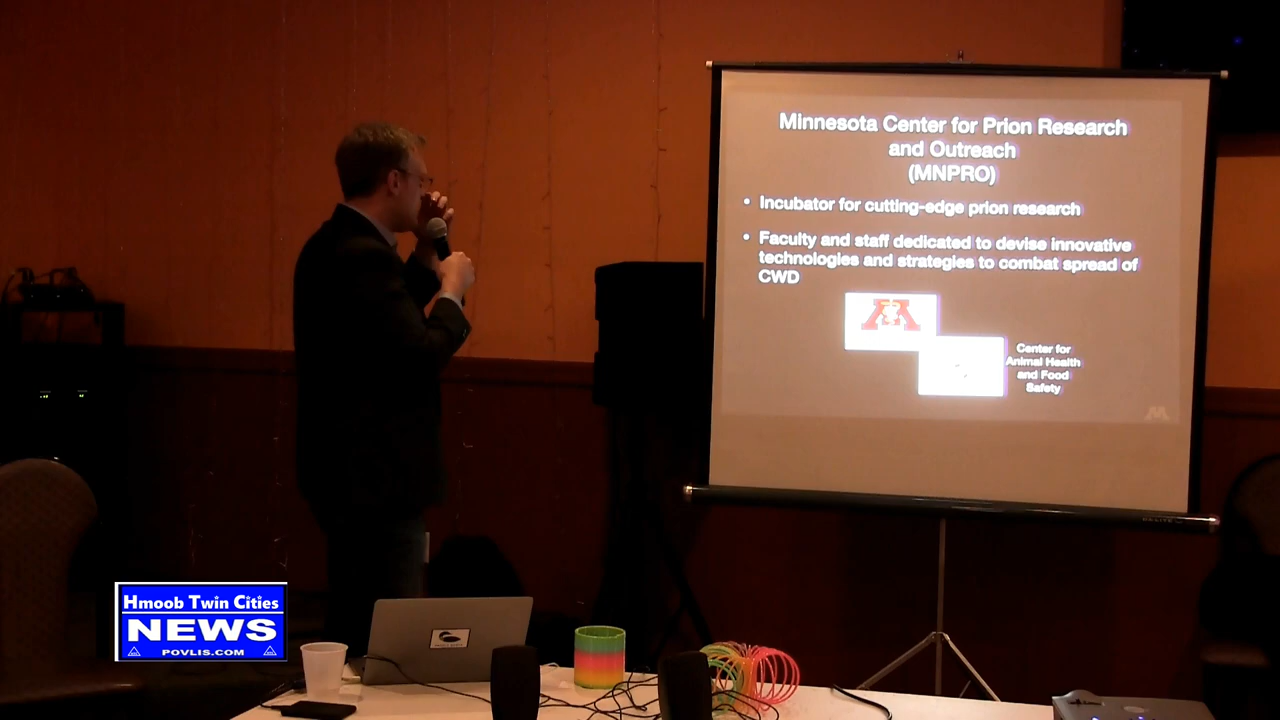 Minnesota Center for Prion Research
and Outreach
(MNPRO)
• Incubator for cutting-edge prion research
• Faculty and staff dedicated to devise innovative
technologies and strategies to combat spread of
CWD
M
Center for
Animal Health
and Food
Safety
M
DELITE
Hmoob Twin Cities
NEWS
POVLIS.COM